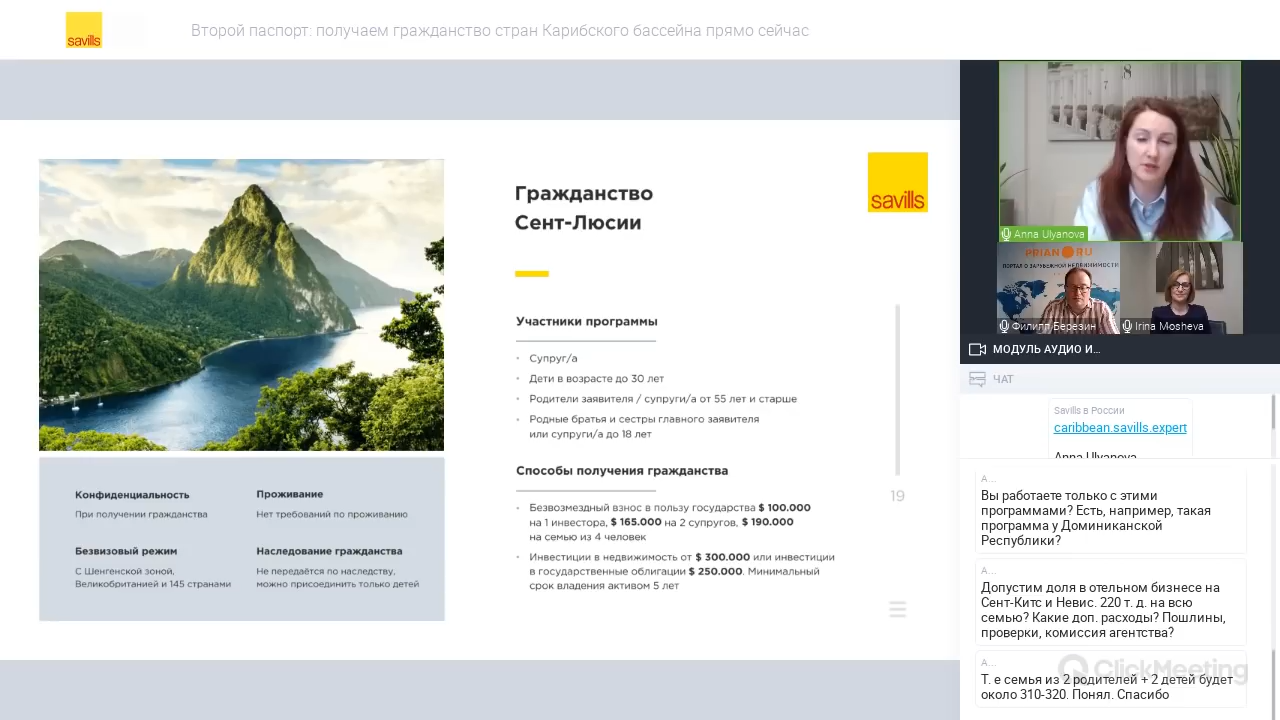 savills
Второй паспорт: получаем гражданство стран Карибского бассейна прямо сейчас
Гражданство
Сент-Люсии
savills
Участники программы
Супруг/а
Дети в возрасте до 30 лет
Родители заявителя / супруги/а от 55 лет и старше
Родные братья и сестры главного заявителя
или супруги/а до 18 лет
Способы получения гражданства
Безвозмездный взнос в пользу государства $ 100.000
на 1 инвестора, $ 165.000 на 2 супругов, $ 190.000
на семью из 4 человек
Инвестиции в недвижимость от $ 300.000 или инвестиции
в государственные облигации $ 250.000. Минимальный
срок владения активом 5 лет
19
Конфиденциальность
При получении гражданства
Проживание
Нет требований по проживанию
Безвизовый режим
С Шенгенской зоной,
Великобританией и 145 странами
Наследование гражданства
Не передаётся по наследству,
можно присоединить только детей
Anna Ulyanova
PRIAN.RU
ПОРТАЛ О ЗАРУБЕЖНОЙ НЕДВИЖИМОСТИ
Филипп Березин
Irina Mosheva
МОДУЛЬ АУДИО И...
ЧАТ
Savills в России
caribbean.savills.expert
Anna Ulyanova
А...
Вы работаете только с этими
программами? Есть, например, такая
программа у Доминиканской
Республики?
А...
Допустим доля в отельном бизнесе на
Сент-Китс и Невис. 220 т. д. на всю
семью? Какие доп. расходы? Пошлины,
проверки, комиссия агентства?
А...
Т. е семья из 2 родителей + 2 детей будет
около 310-320. Понял. Спасибо
ClickMeeting